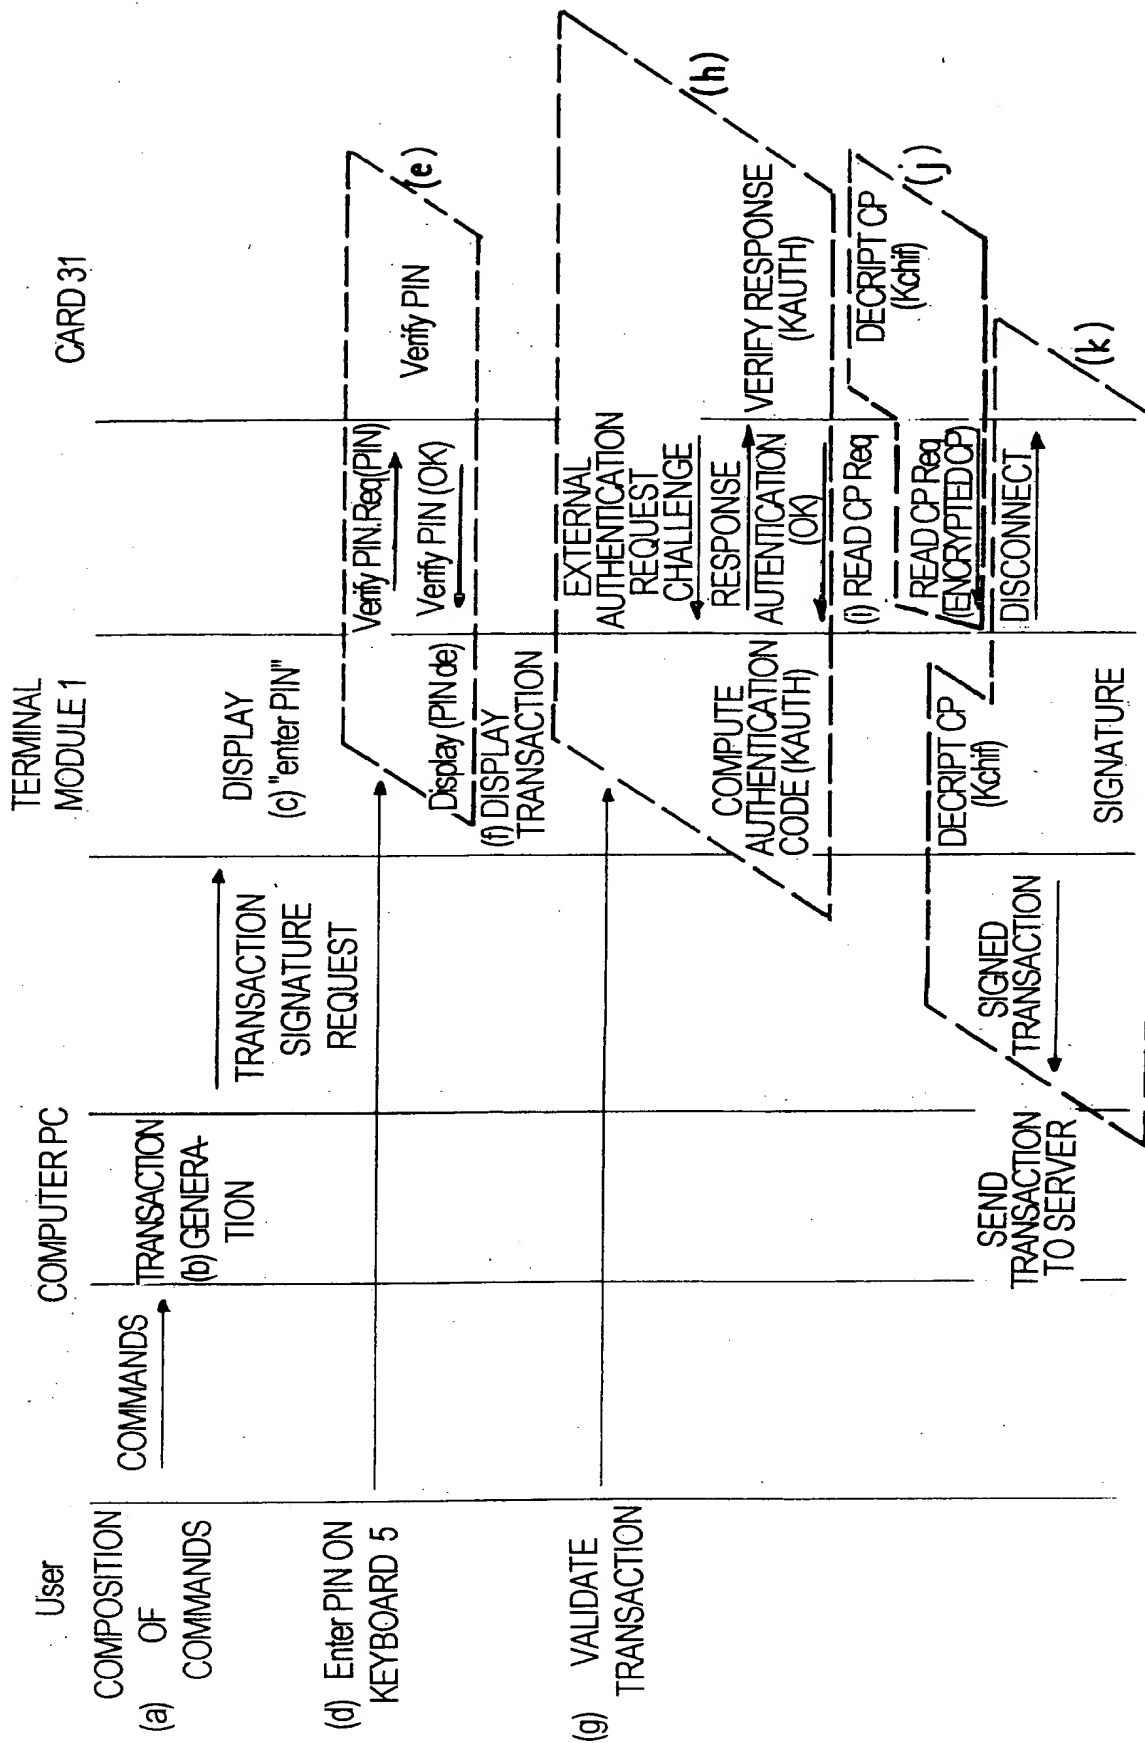 User
COMPUTER PC
TERMINAL
MODULE 1
CARD 31
COMPOSITION
(a) OF
COMMANDS
COMMANDS
TRANSACTION
(b) GENERA-
TION
TRANSACTION
SIGNATURE
REQUEST
DISPLAY
(c) "enter PIN"
(d) Enter PIN ON
KEYBOARD 5
Verify PIN.Req(PIN)
Verify PIN
(e)
Verify PIN (OK)
Display (PIN de)
(f) DISPLAY
TRANSACTION
(g) VALIDATE
TRANSACTION
EXTERNAL
AUTHENTICATION
REQUEST
CHALLENGE
(h)
COMPUTE
AUTHENTICATION
CODE (KAUTH)
RESPONSE
VERIFY RESPONSE
(KAUTH)
AUTENTICATION
(OK)
(i) READ CP Req
DECRIPT CP
(Kchif)
(j)
READ CP Req
(ENCRYPTED CP)
DECRIPT CP
(Kchif)
DISCONNECT
(k)
SIGNATURE
SIGNED
TRANSACTION
SEND
TRANSACTION
TO SERVER